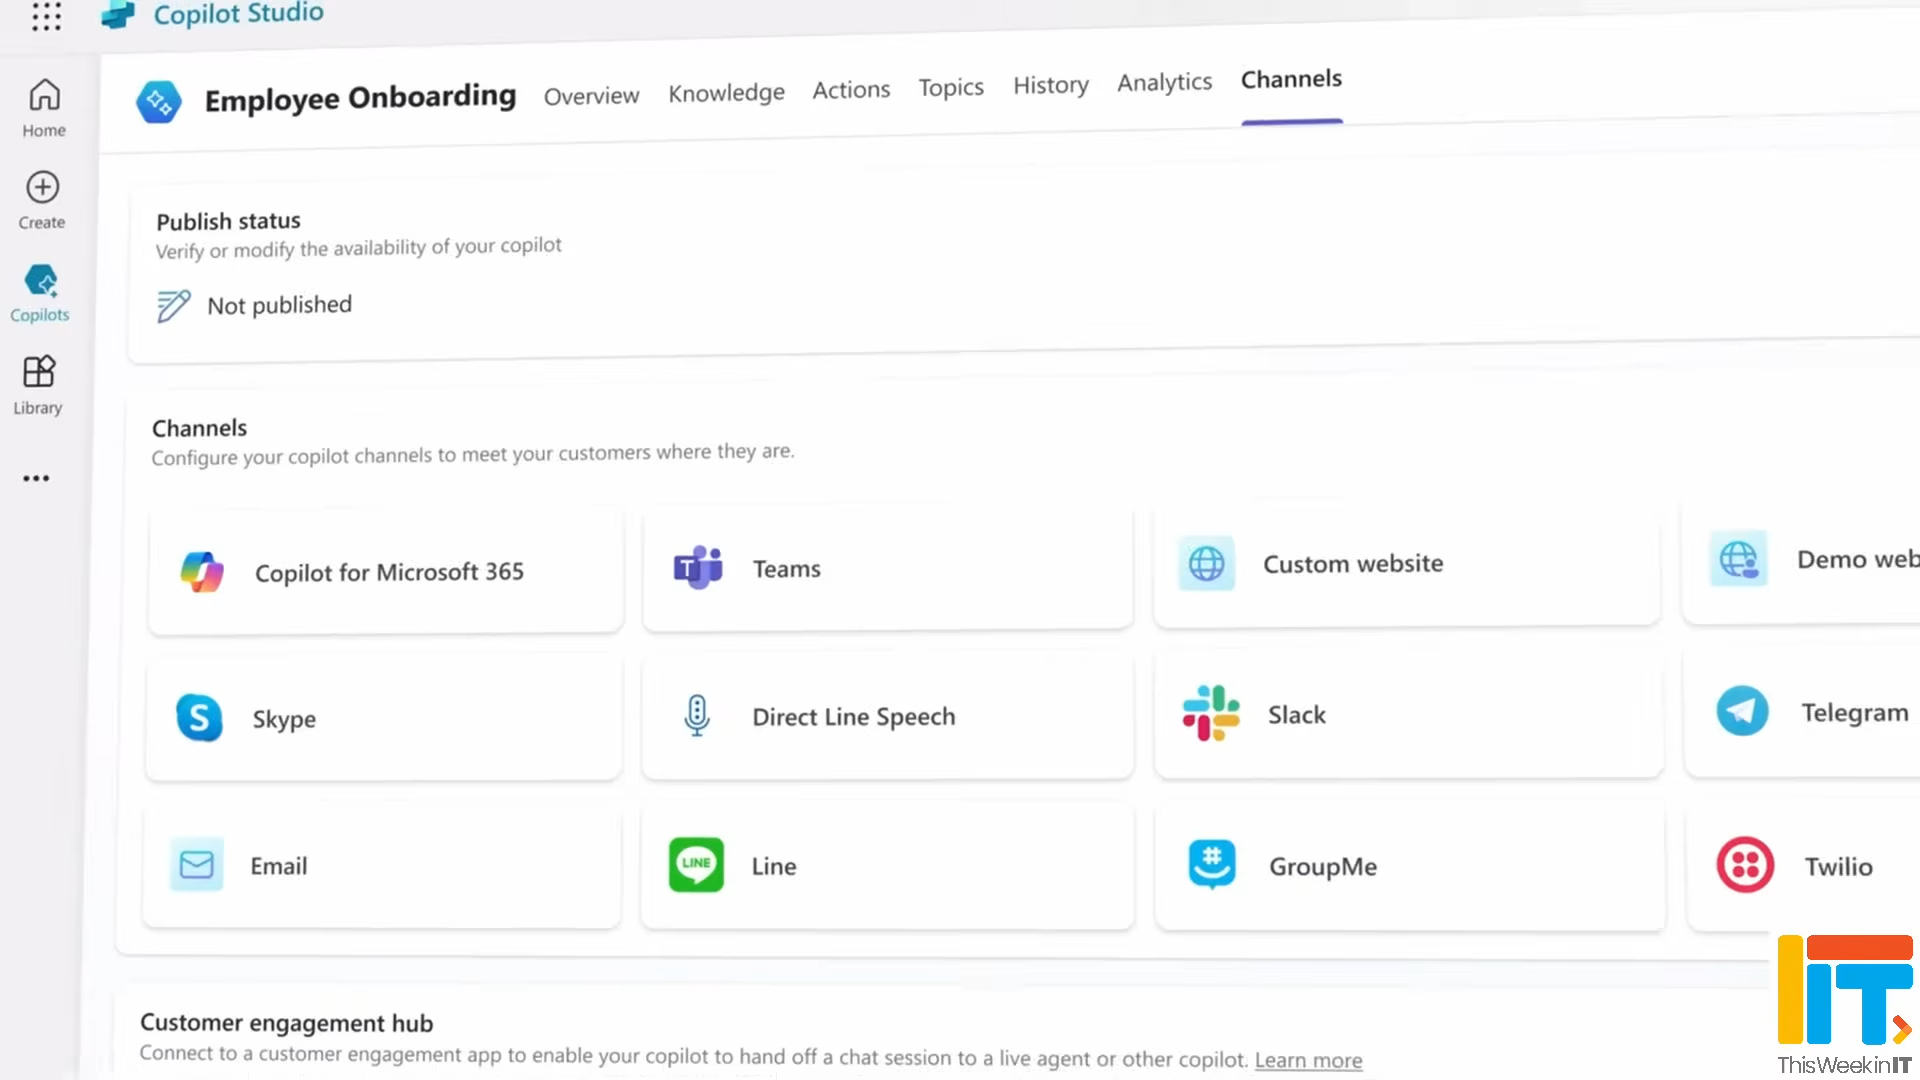 Copilot Studio
Home
Create
Copilots
Library
Employee Onboarding
Overview
Knowledge
Actions
Topics
History
Analytics
Channels
Publish status
Verify or modify the availability of your copilot
Not published
Channels
Configure your copilot channels to meet your customers where they are.
Copilot for Microsoft 365
T
Teams
Custom website
Demo web
S
Skype
Direct Line Speech
Slack
Telegram
Email
LINE
Line
#
GroupMe
Twilio
Customer engagement hub
Connect to a customer engagement app to enable your copilot to hand off a chat session to a live agent or other copilot. Learn more
IT
ThisWeekinIT